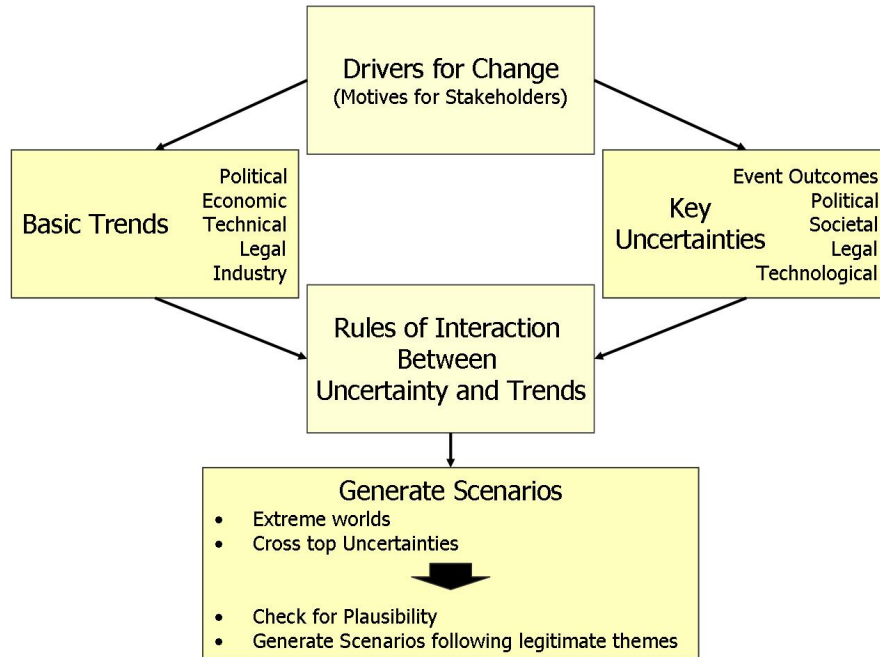 Drivers for Change
(Motives for Stakeholders)
Basic Trends
Political
Economic
Technical
Legal
Industry
Key
Uncertainties
Event Outcomes
Political
Societal
Legal
Technological
Rules of Interaction
Between
Uncertainty and Trends
Generate Scenarios
• Extreme worlds
• Cross top Uncertainties
• Check for Plausibility
• Generate Scenarios following legitimate themes